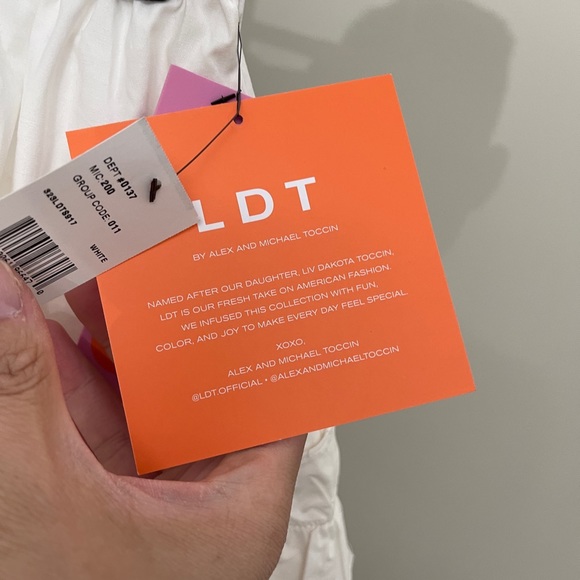 DEPT#0137
MIC:200
GROUP CODE: 011
S23LDTS917
WHITE
LDT
BY ALEX AND MICHAEL TOCCIN
NAMED AFTER OUR DAUGHTER, LIV DAKOTA TOCCIN,
LDT IS OUR FRESH TAKE ON AMERICAN FASHION.
WE INFUSED THIS COLLECTION WITH FUN,
COLOR, AND JOY TO MAKE EVERY DAY FEEL SPECIAL.
XOXO,
ALEX AND MICHAEL TOCCIN
@LDT.OFFICIAL • @ALEXANDMICHAELTOCCIN